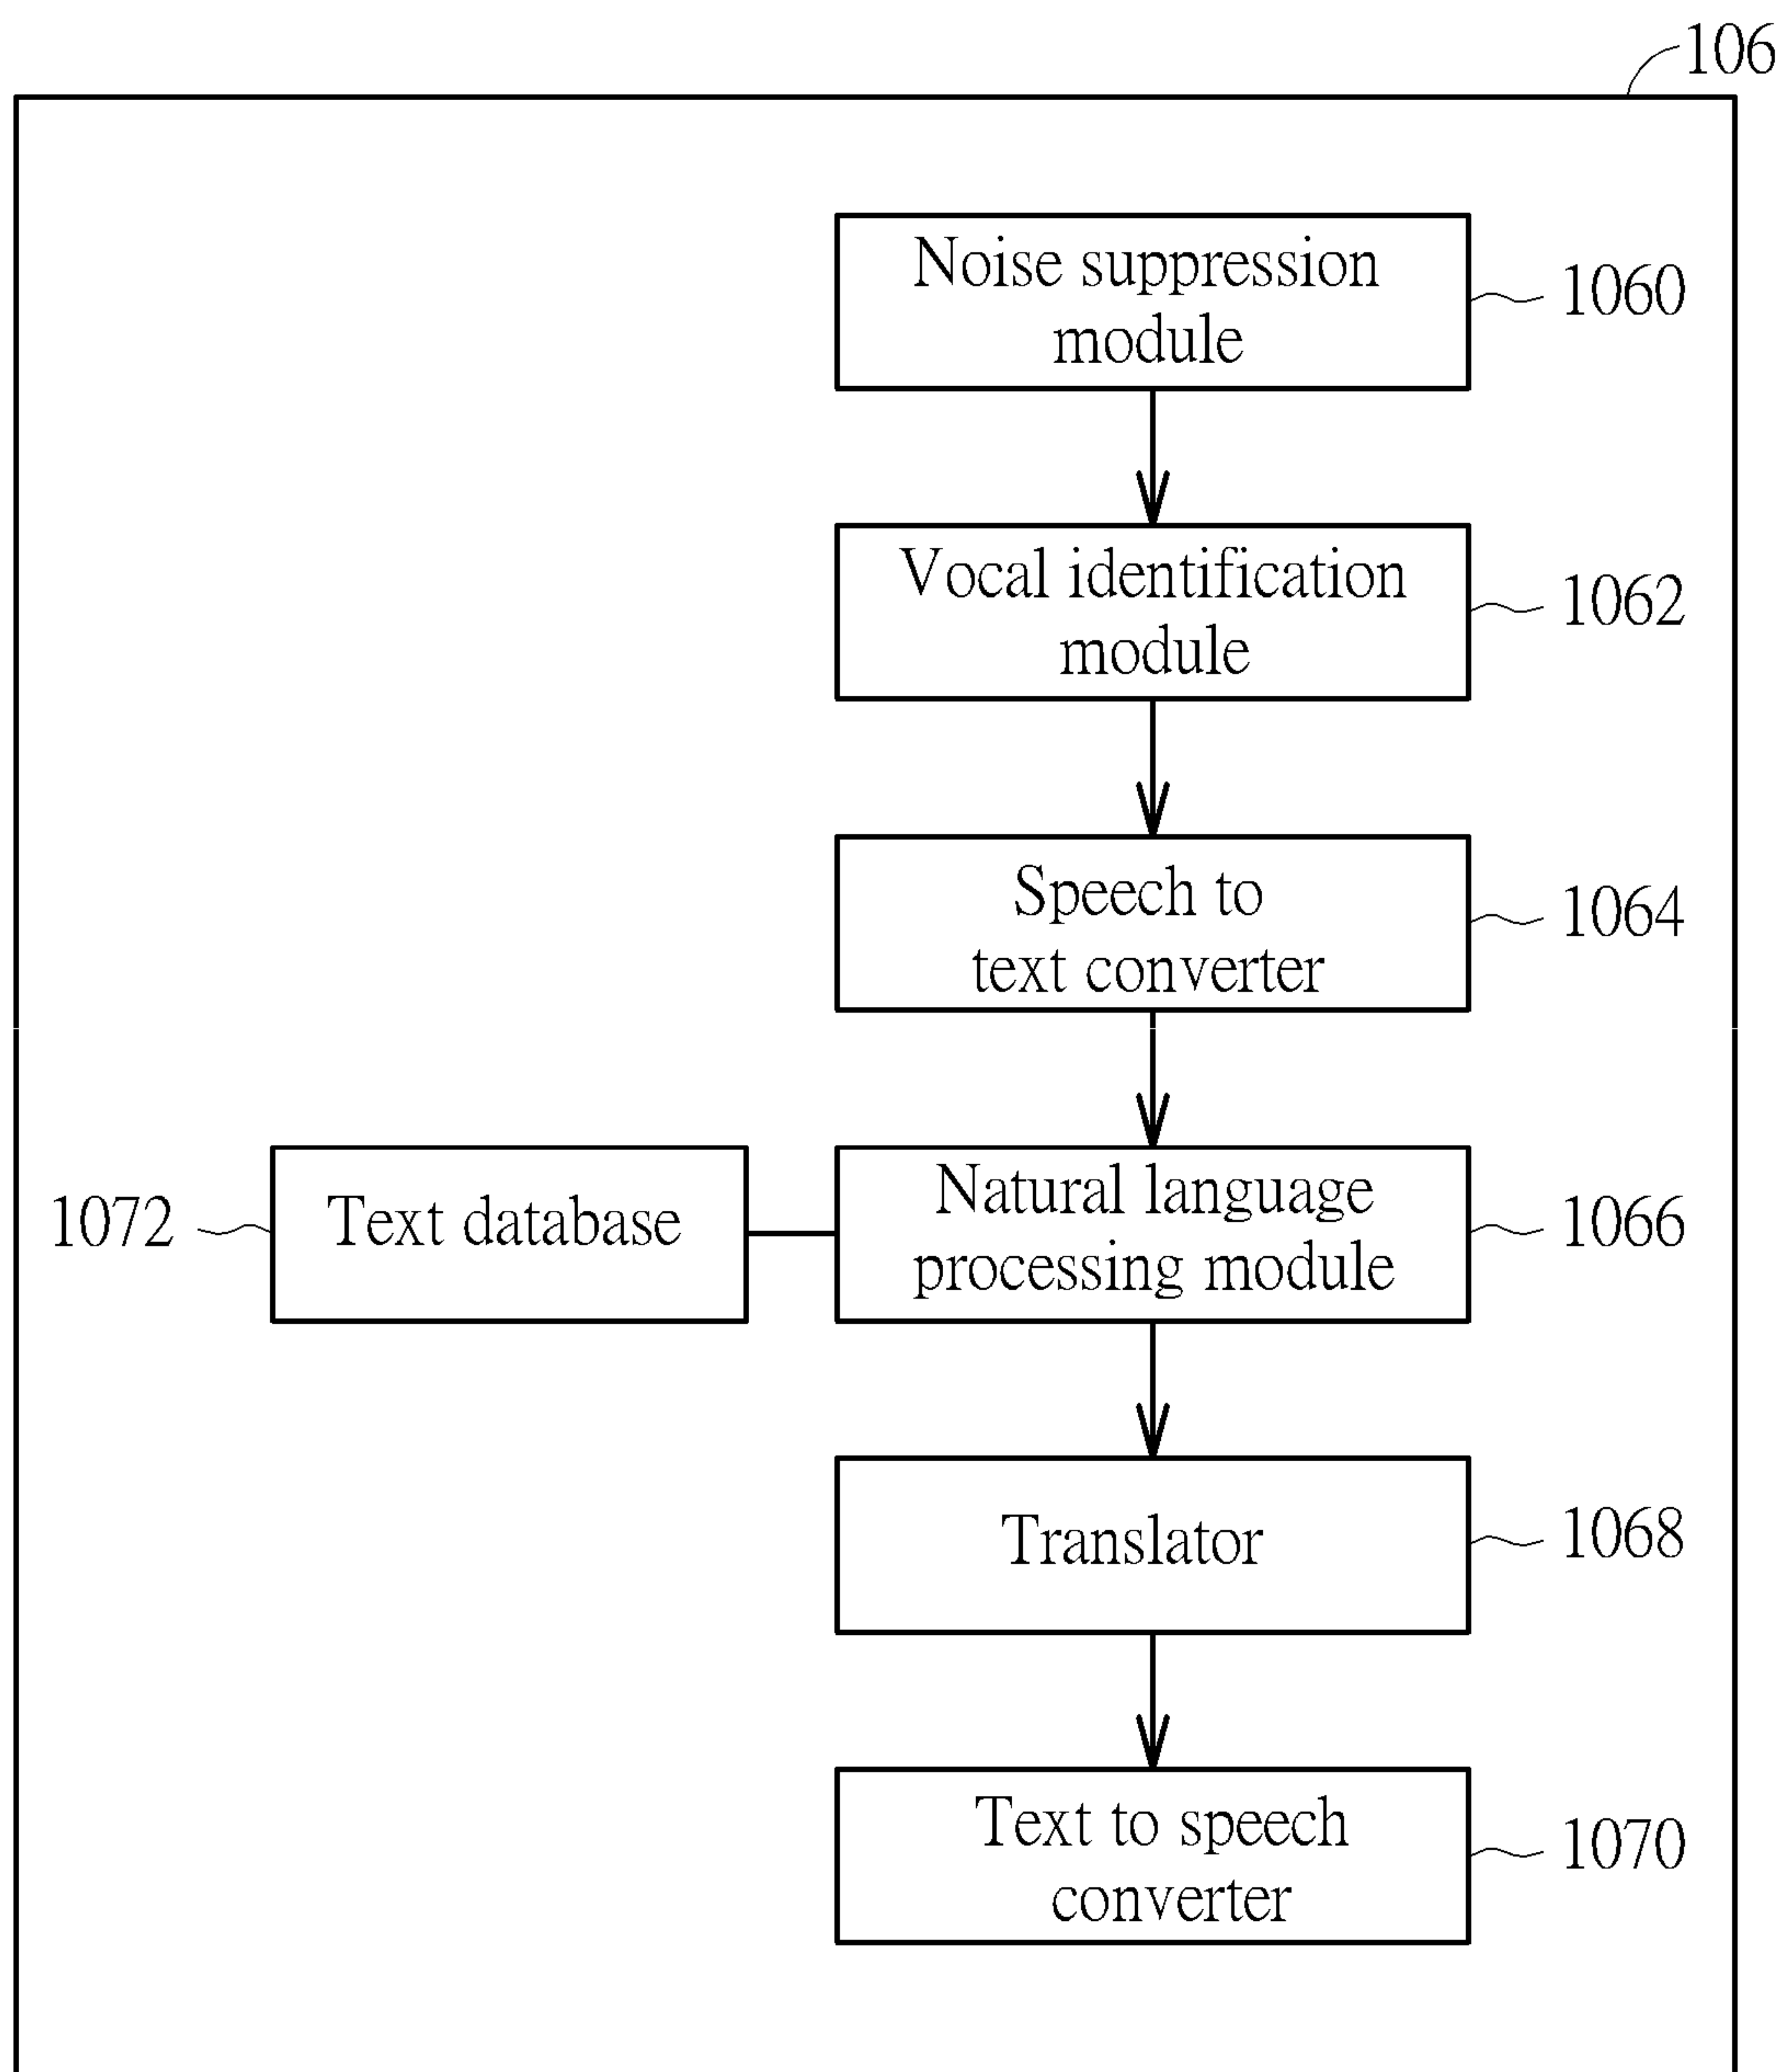 106
Noise suppression
module
1060
Vocal identification
module
1062
Speech to
text converter
1064
1072
Text database
Natural language
processing module
1066
Translator
1068
Text to speech
converter
1070